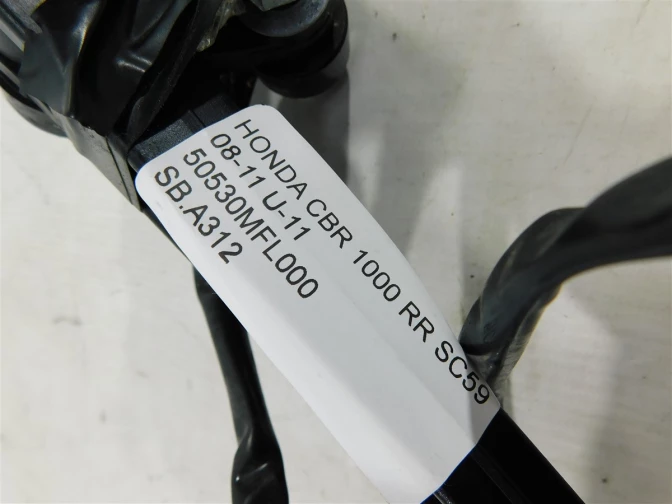 HONDA CBR 1000 RR SC59
08-11 U-11
50530MFL000
SB.A312